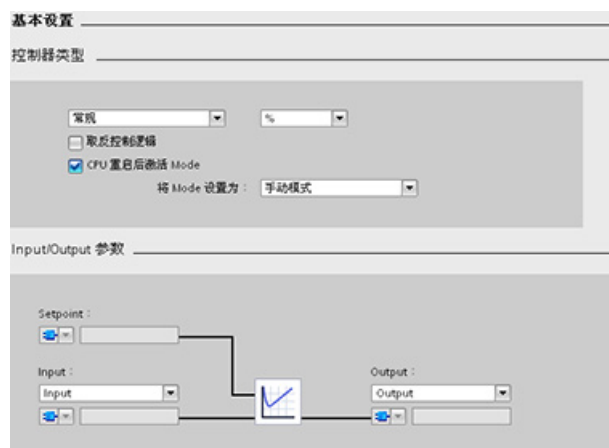 基本设置
控制器类型
常规 %
取反控制逻辑
CPU 重启后激活 Mode
将 Mode 设置为： 手动模式
Input/Output 参数
Setpoint：
Input： Output：
Input Output